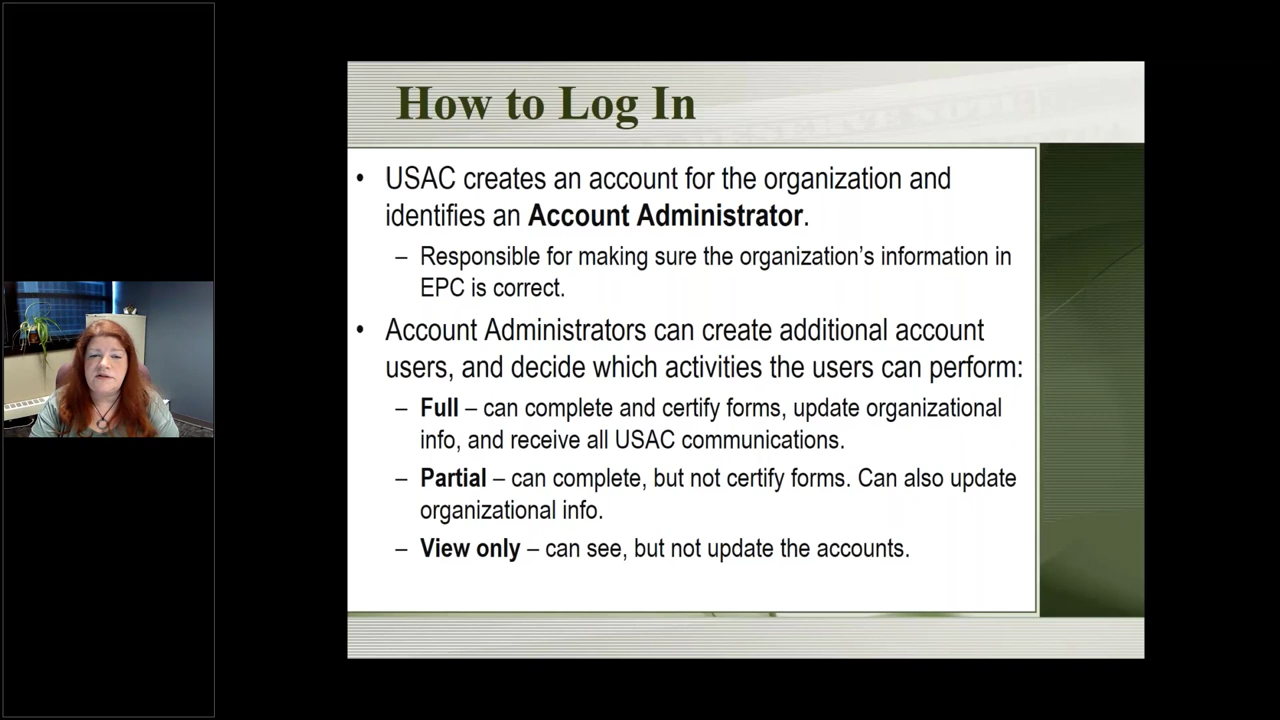 How to Log In
• USAC creates an account for the organization and
identifies an Account Administrator.
– Responsible for making sure the organization's information in
EPC is correct.
• Account Administrators can create additional account
users, and decide which activities the users can perform:
– Full – can complete and certify forms, update organizational
info, and receive all USAC communications.
– Partial – can complete, but not certify forms. Can also update
organizational info.
– View only – can see, but not update the accounts.